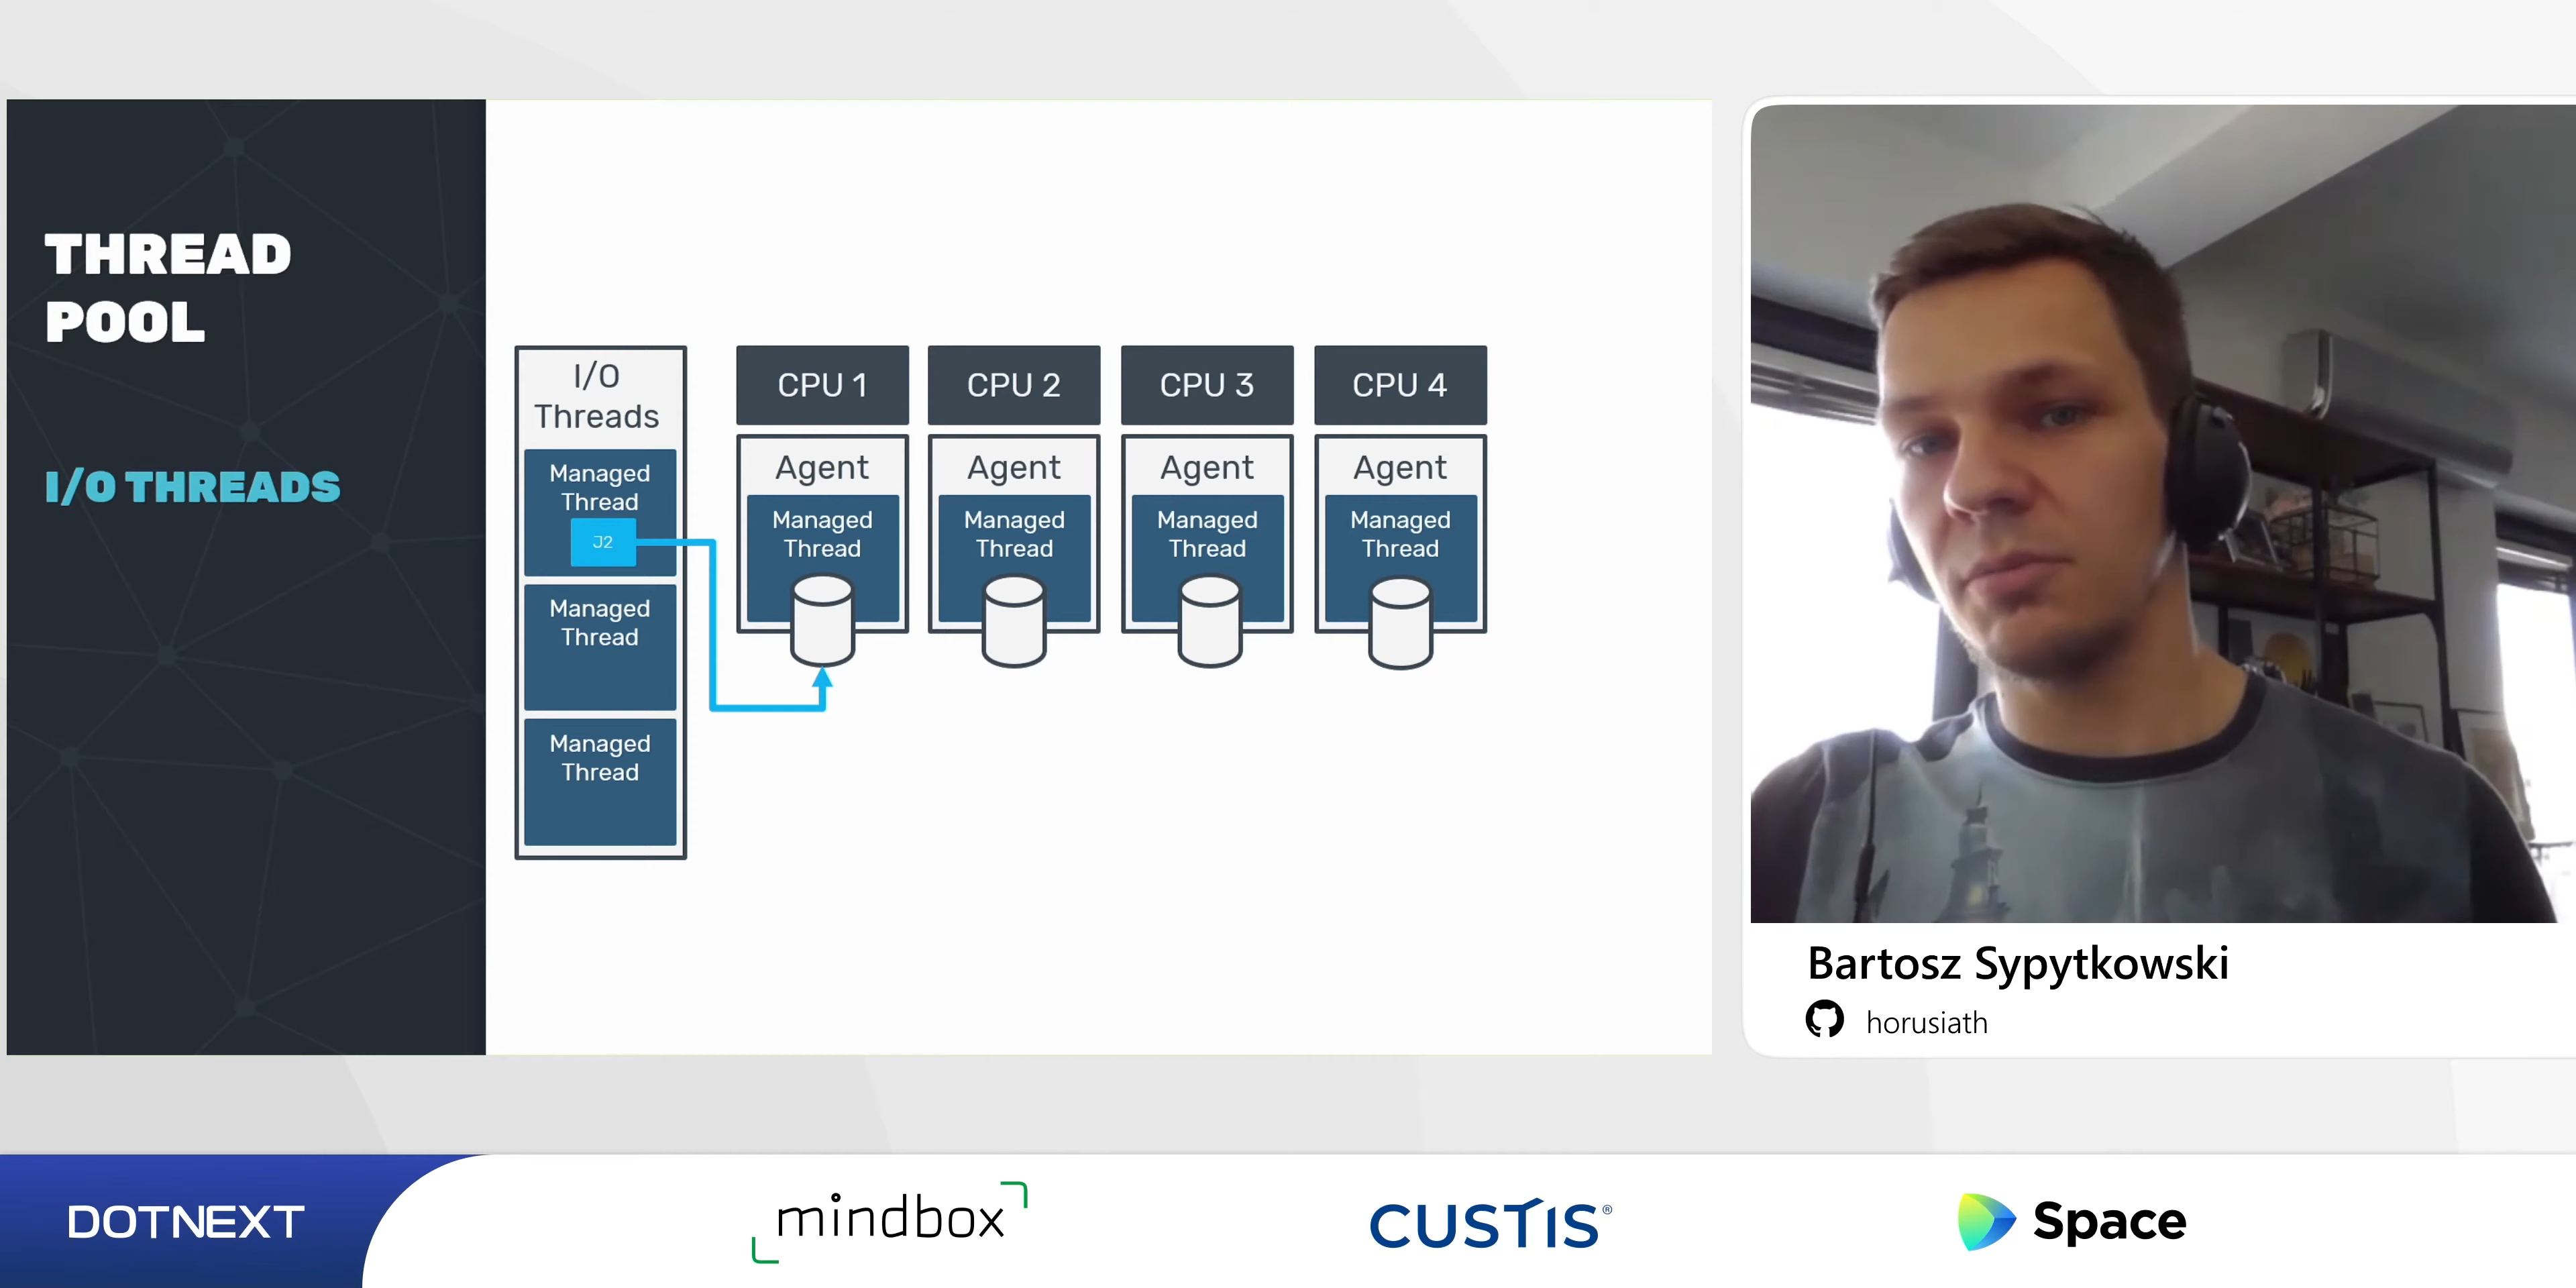 THREAD
POOL
I/O THREADS
I/O
Threads
Managed
Thread
J2
Managed
Thread
Managed
Thread
CPU 1
CPU 2
CPU 3
CPU 4
Agent
Managed
Thread
Agent
Managed
Thread
Agent
Managed
Thread
Agent
Managed
Thread
Bartosz Sypytkowski
horusiath
DOTNEXT
mindbox
CUSTIS®
Space